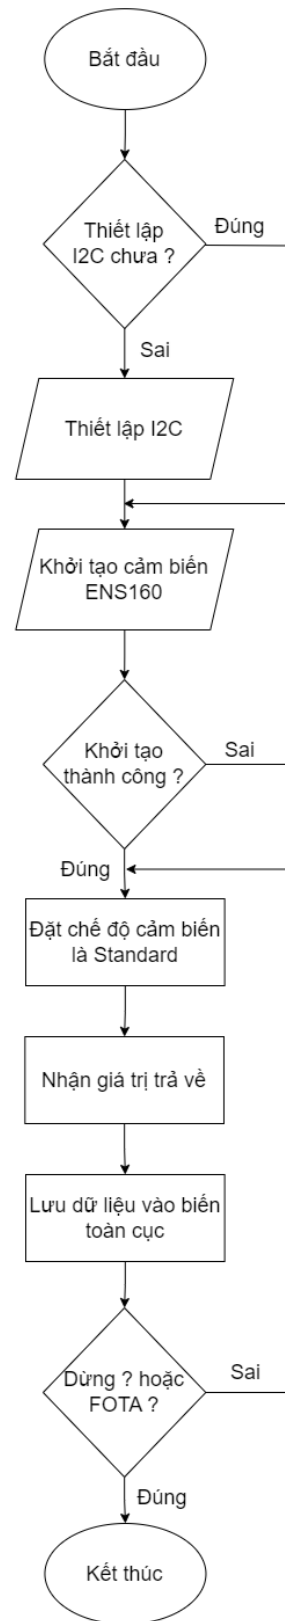 Bắt đầu
Thiết lập
I2C chưa ?
Đúng
Sai
Thiết lập I2C
Khởi tạo cảm biến
ENS160
Khởi tạo
thành công ?
Sai
Đúng
Đặt chế độ cảm biến
là Standard
Nhận giá trị trả về
Lưu dữ liệu vào biến
toàn cục
Dừng ? hoặc
FOTA ?
Sai
Đúng
Kết thúc